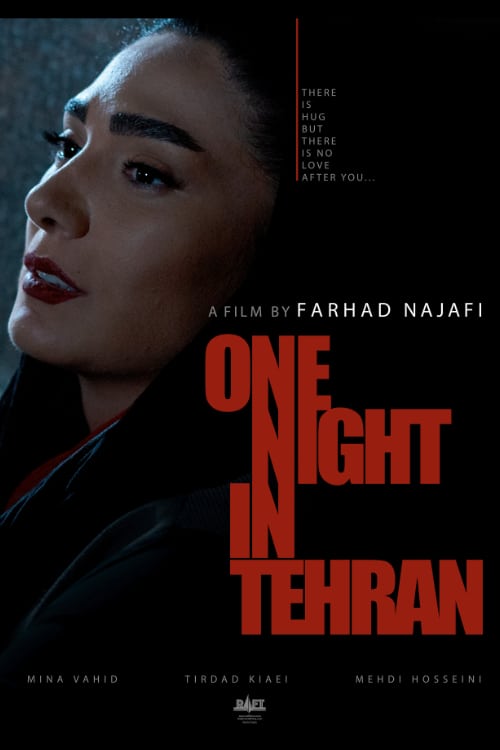 THERE
IS
HUG
BUT
THERE
IS NO
LOVE
AFTER YOU...
A FILM BY FARHAD NAJAFI
ONE
NIGHT
IN
TEHRAN
MINA VAHID TIRDAD KIAEI MEHDI HOSSEINI